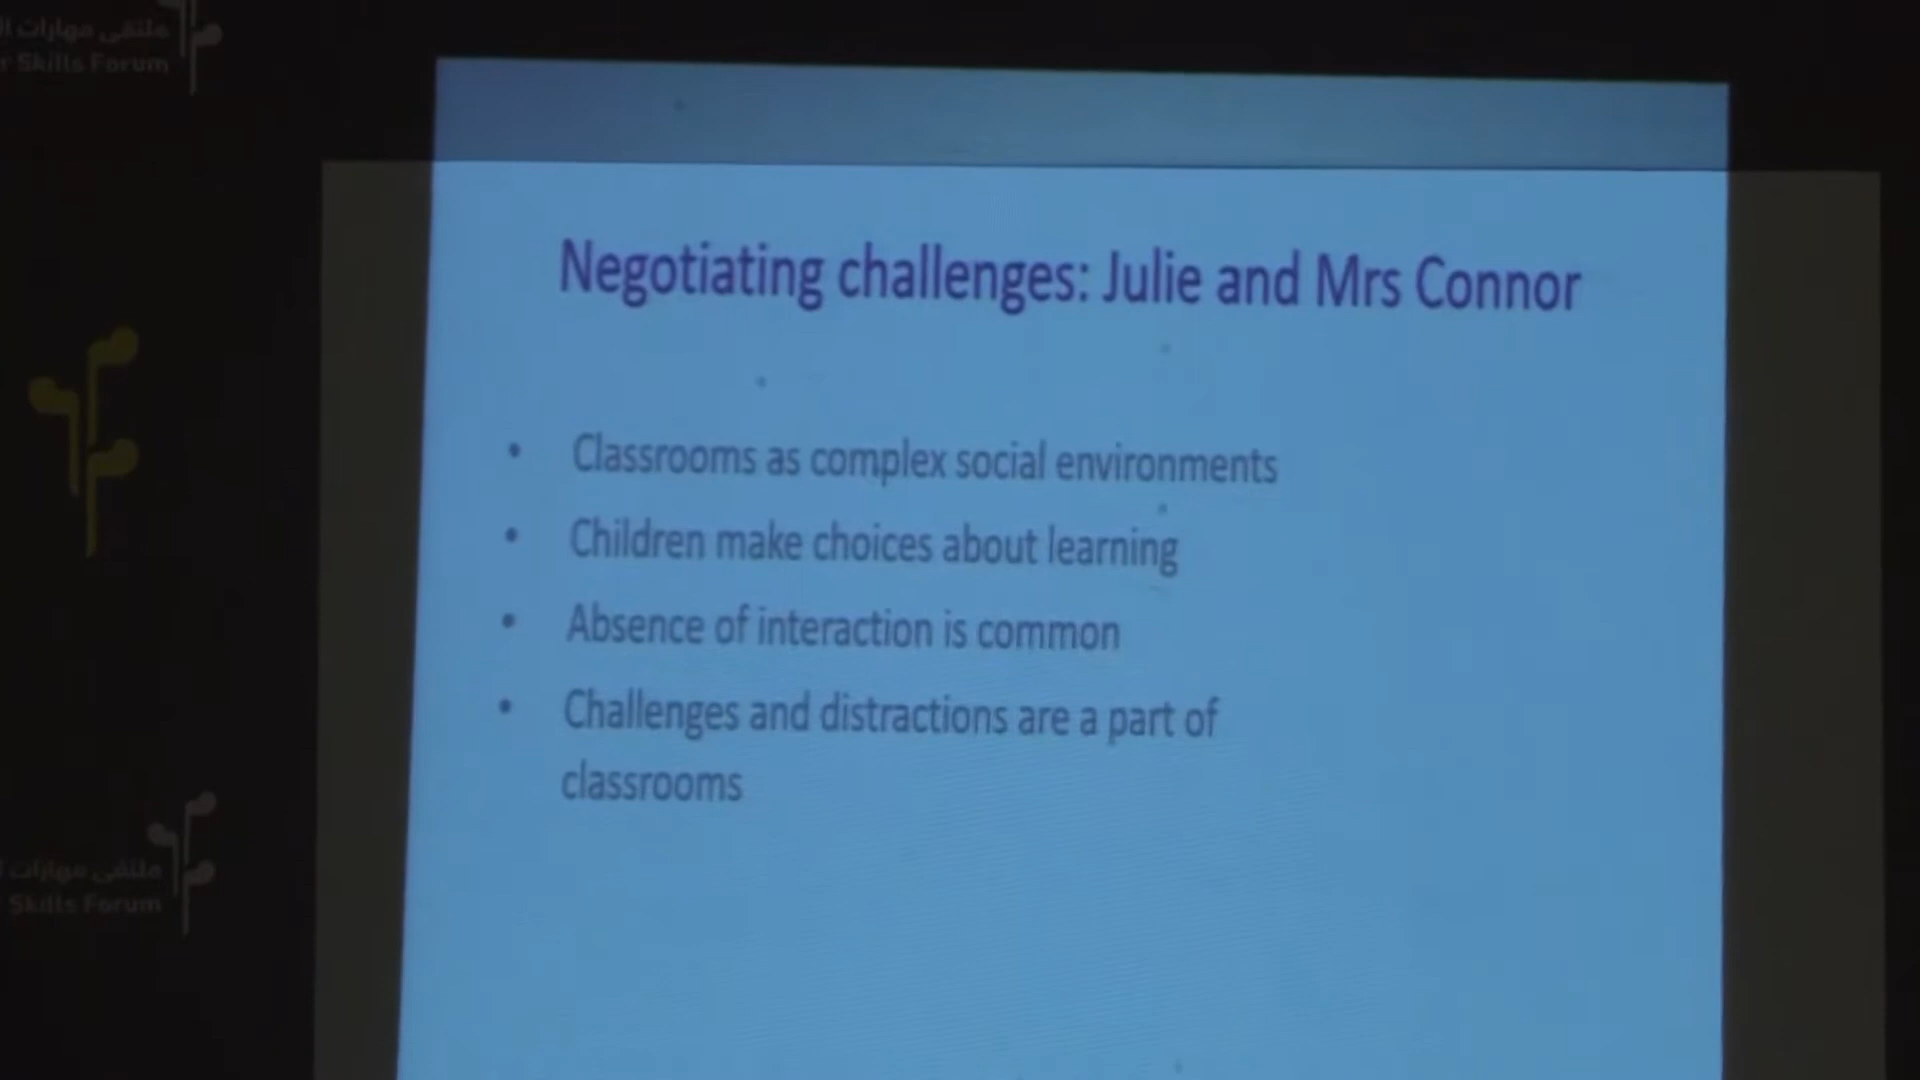 ملتقى مهارات
Skills Forum
Negotiating challenges: Julie and Mrs Connor
• Classrooms as complex social environments
• Children make choices about learning
• Absence of interaction is common
• Challenges and distractions are a part of
classrooms
ملتقى مهارات
Skills Forum